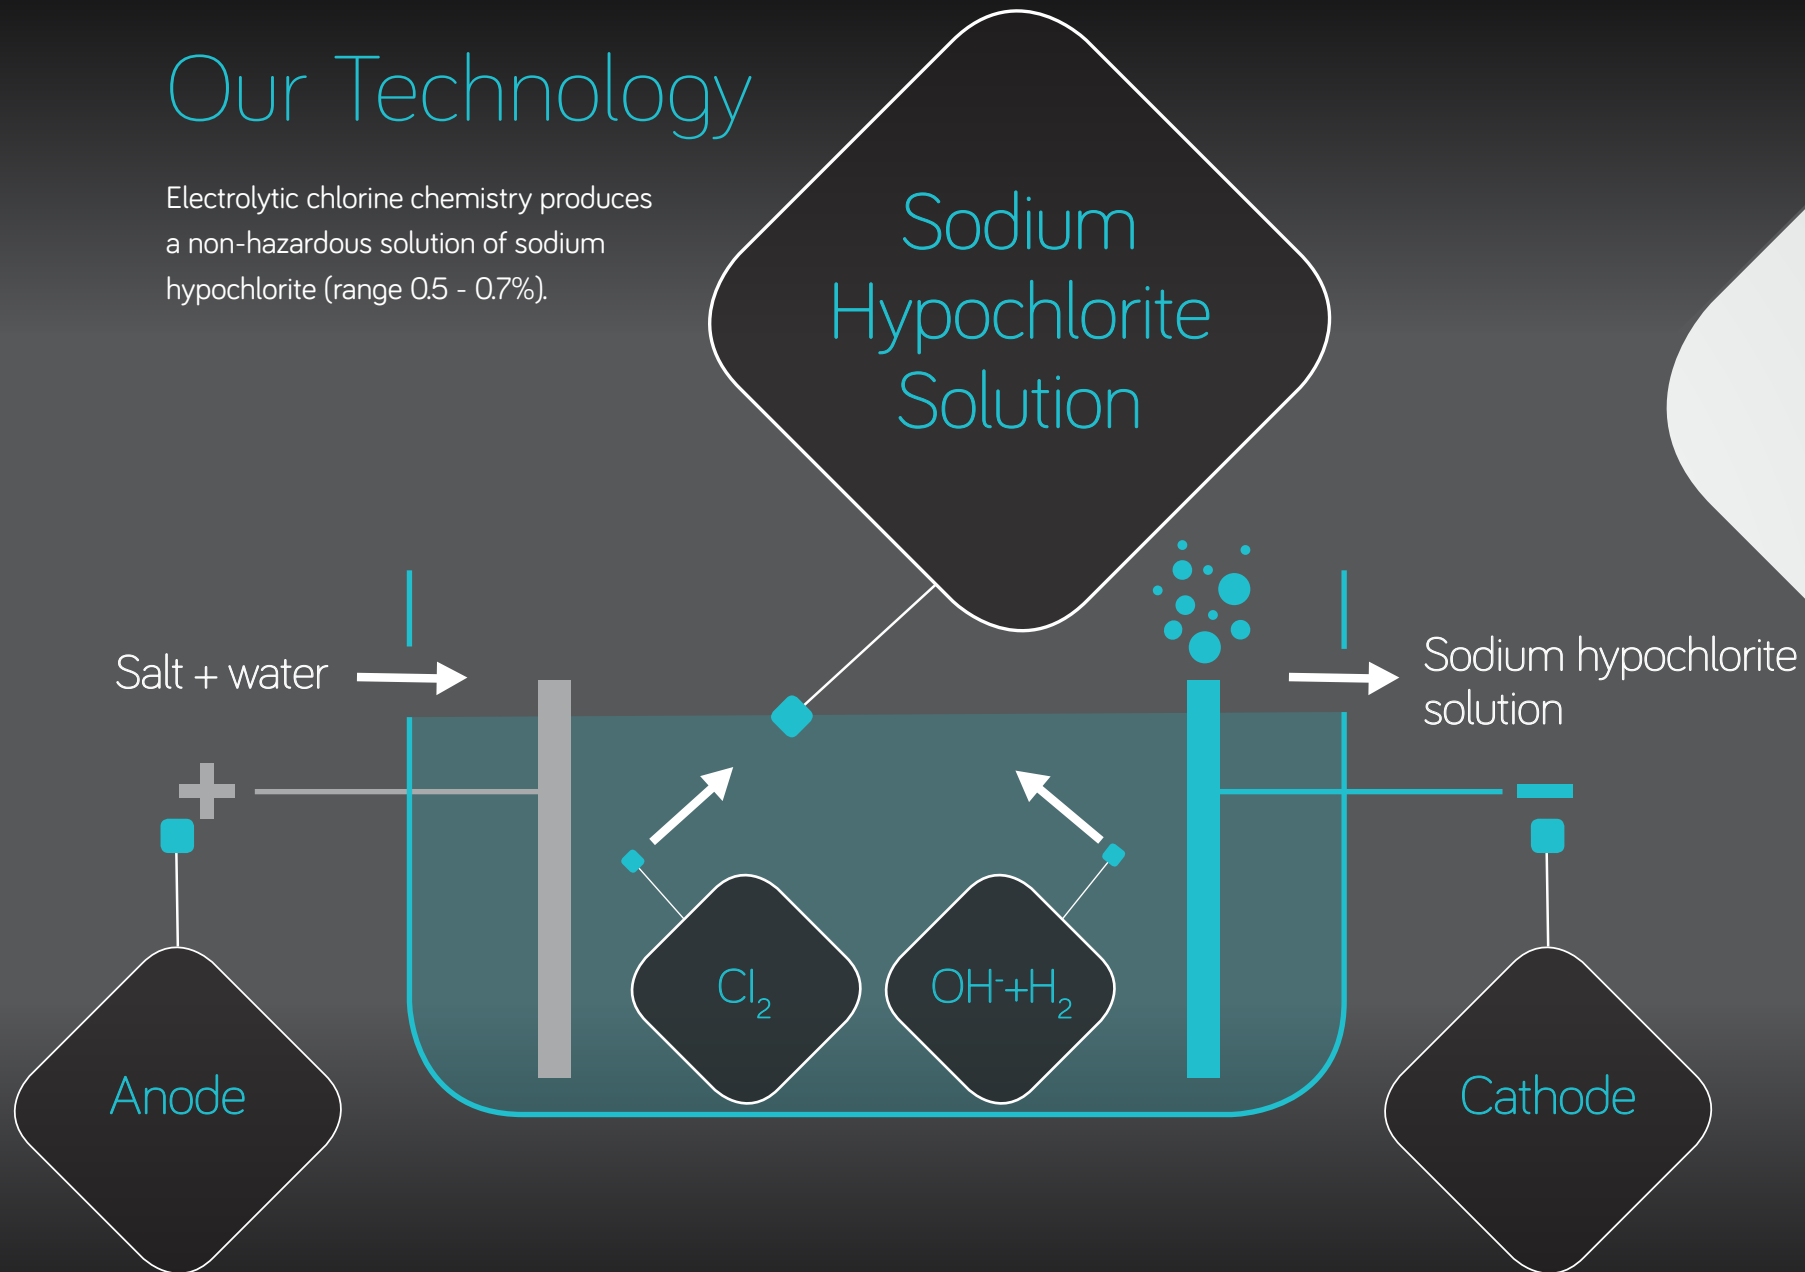 Our Technology
Electrolytic chlorine chemistry produces
a non-hazardous solution of sodium
hypochlorite (range 0.5 - 0.7%).
Sodium
Hypochlorite
Solution
Salt + water
Sodium hypochlorite
solution
+
-
Cl₂
OH⁻+H₂
Anode
Cathode